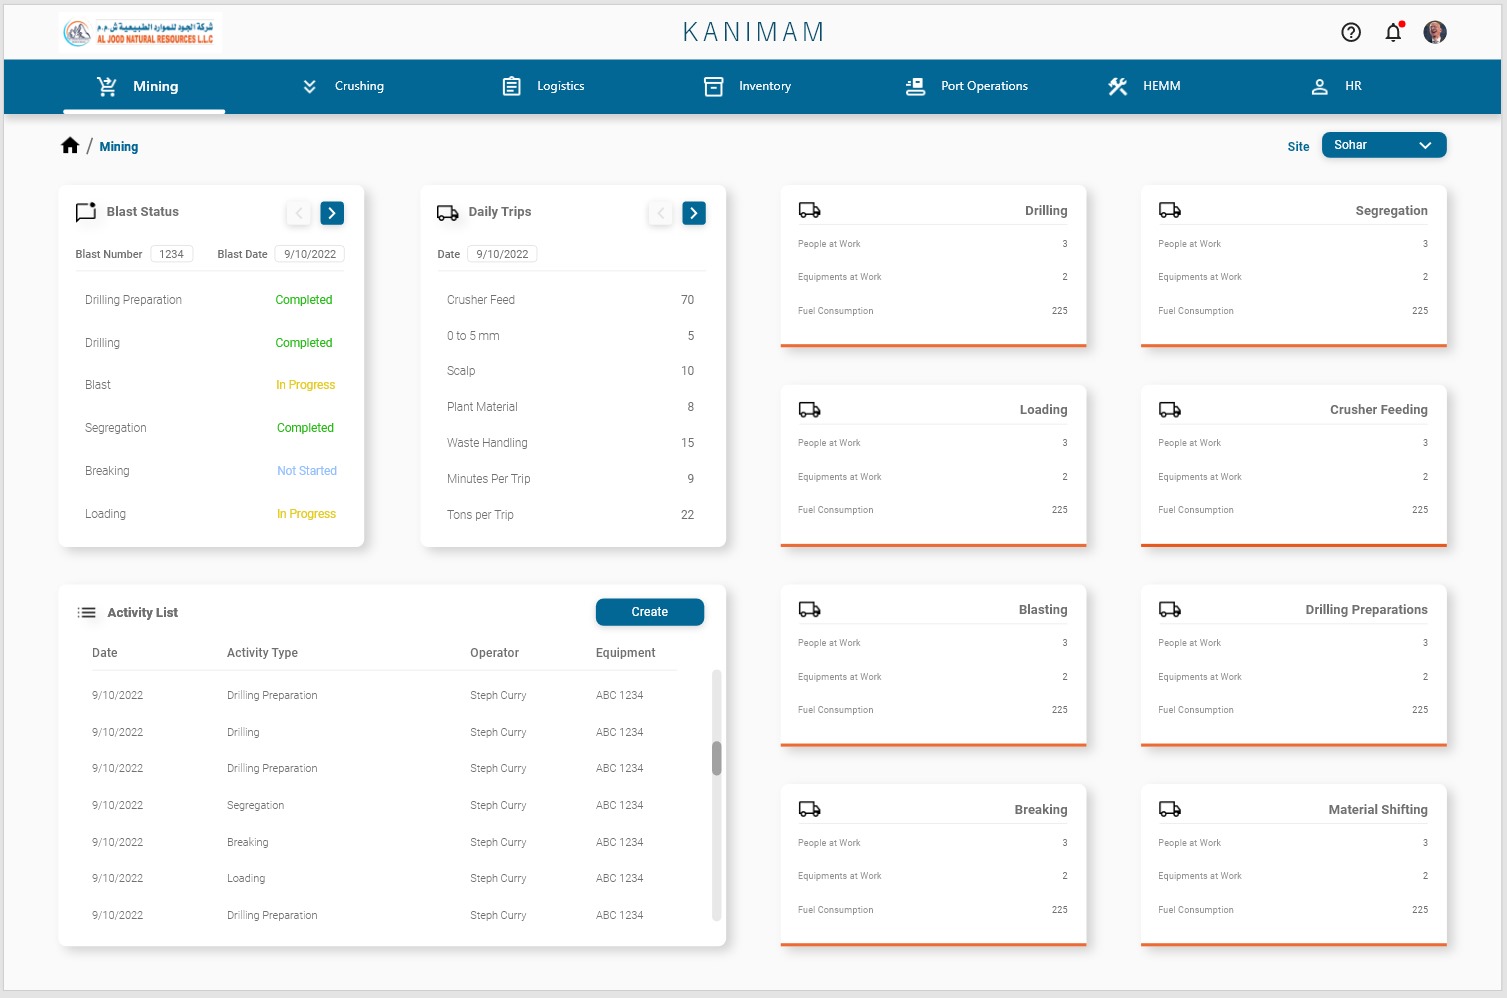 شركة الجود للموارد الطبيعية ش.م.م
AL JOOD NATURAL RESOURCES L.L.C
KANIMAM
Mining
Crushing
Logistics
Inventory
Port Operations
HEMM
HR
/ Mining
Site Sohar
Blast Status
Blast Number 1234 Blast Date 9/10/2022
Drilling Preparation Completed
Drilling Completed
Blast In Progress
Segregation Completed
Breaking Not Started
Loading In Progress
Daily Trips
Date 9/10/2022
Crusher Feed 70
0 to 5 mm 5
Scalp 10
Plant Material 8
Waste Handling 15
Minutes Per Trip 9
Tons per Trip 22
Drilling
People at Work 3
Equipments at Work 2
Fuel Consumption 225
Segregation
People at Work 3
Equipments at Work 2
Fuel Consumption 225
Loading
People at Work 3
Equipments at Work 2
Fuel Consumption 225
Crusher Feeding
People at Work 3
Equipments at Work 2
Fuel Consumption 225
Activity List Create
Date Activity Type Operator Equipment
9/10/2022 Drilling Preparation Steph Curry ABC 1234
9/10/2022 Drilling Steph Curry ABC 1234
9/10/2022 Drilling Preparation Steph Curry ABC 1234
9/10/2022 Segregation Steph Curry ABC 1234
9/10/2022 Breaking Steph Curry ABC 1234
9/10/2022 Loading Steph Curry ABC 1234
9/10/2022 Drilling Preparation Steph Curry ABC 1234
Blasting
People at Work 3
Equipments at Work 2
Fuel Consumption 225
Drilling Preparations
People at Work 3
Equipments at Work 2
Fuel Consumption 225
Breaking
People at Work 3
Equipments at Work 2
Fuel Consumption 225
Material Shifting
People at Work 3
Equipments at Work 2
Fuel Consumption 225